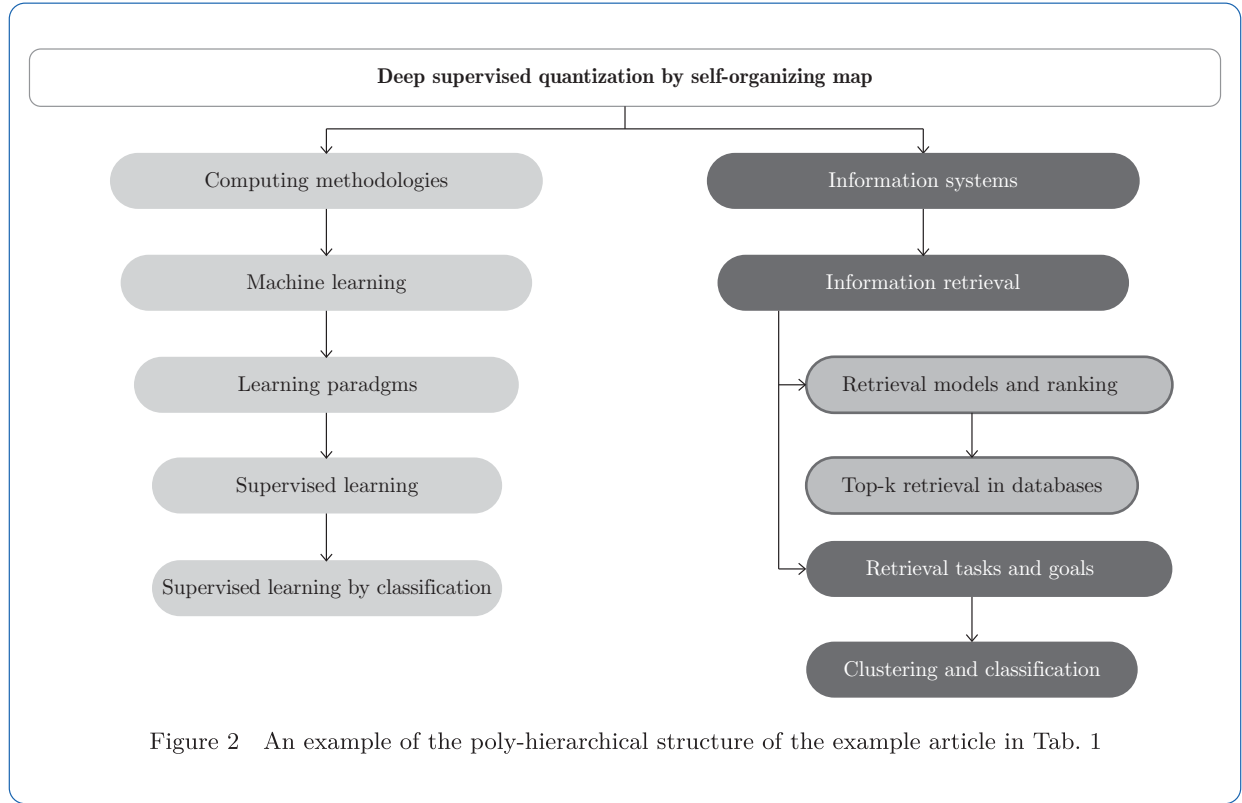 Deep supervised quantization by self-organizing map
Computing methodologies
Machine learning
Learning paradgms
Supervised learning
Supervised learning by classification
Information systems
Information retrieval
Retrieval models and ranking
Top-k retrieval in databases
Retrieval tasks and goals
Clustering and classification
Figure 2 An example of the poly-hierarchical structure of the example article in Tab. 1